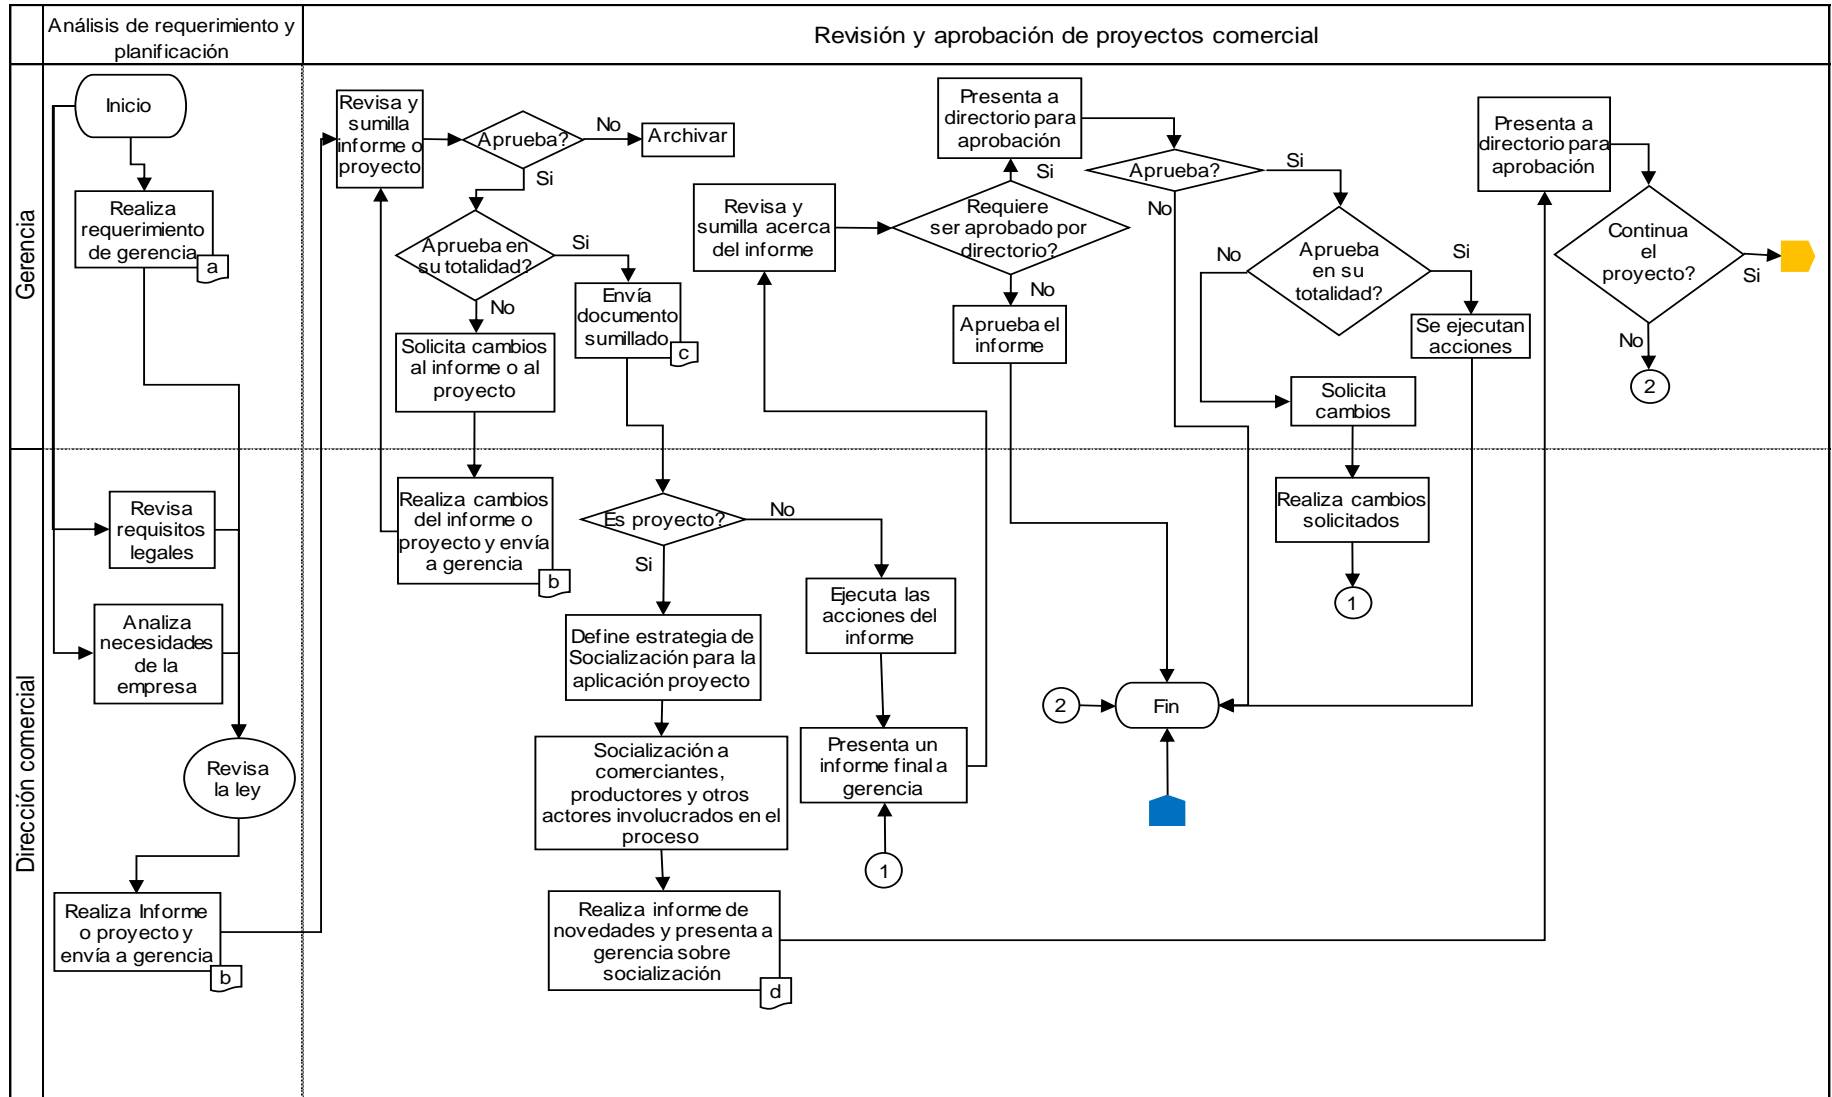 Análisis de requerimiento y
planificación
Revisión y aprobación de proyectos comercial
Gerencia
Inicio
Realiza
requerimiento
de gerencia
a
Revisa y
sumilla
informe o
proyecto
Aprueba?
No
Archivar
Si
Aprueba en
su totalidad?
Si
No
Envía
documento
sumillado
c
Solicita cambios
al informe o al
proyecto
Revisa y
sumilla acerca
del informe
Presenta a
directorio para
aprobación
Si
Requiere
ser aprobado por
directorio?
No
Aprueba el
informe
Aprueba?
Si
No
Aprueba
en su
totalidad?
No
Si
Se ejecutan
acciones
Solicita
cambios
Presenta a
directorio para
aprobación
Continua
el
proyecto?
Si
No
2
Dirección comercial
Revisa
requisitos
legales
Analiza
necesidades
de la
empresa
Revisa
la ley
Realiza Informe
o proyecto y
envía a gerencia
b
Realiza cambios
del informe o
proyecto y envía
a gerencia
b
Es proyecto?
No
Si
Define estrategia de
Socialización para la
aplicación proyecto
Socialización a
comerciantes,
productores y otros
actores involucrados en el
proceso
Realiza informe de
novedades y presenta a
gerencia sobre
socialización
d
Ejecuta las
acciones del
informe
Presenta un
informe final a
gerencia
1
2
Fin
Realiza cambios
solicitados
1